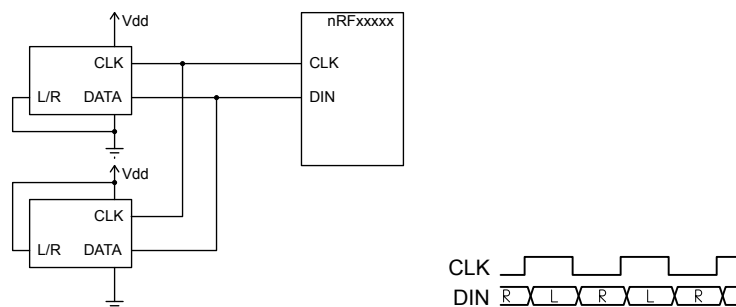 Vdd
nRFxxxxx
CLK
CLK
L/R
DATA
DIN
Vdd
CLK
L/R
DATA
CLK
DIN
R L R L R